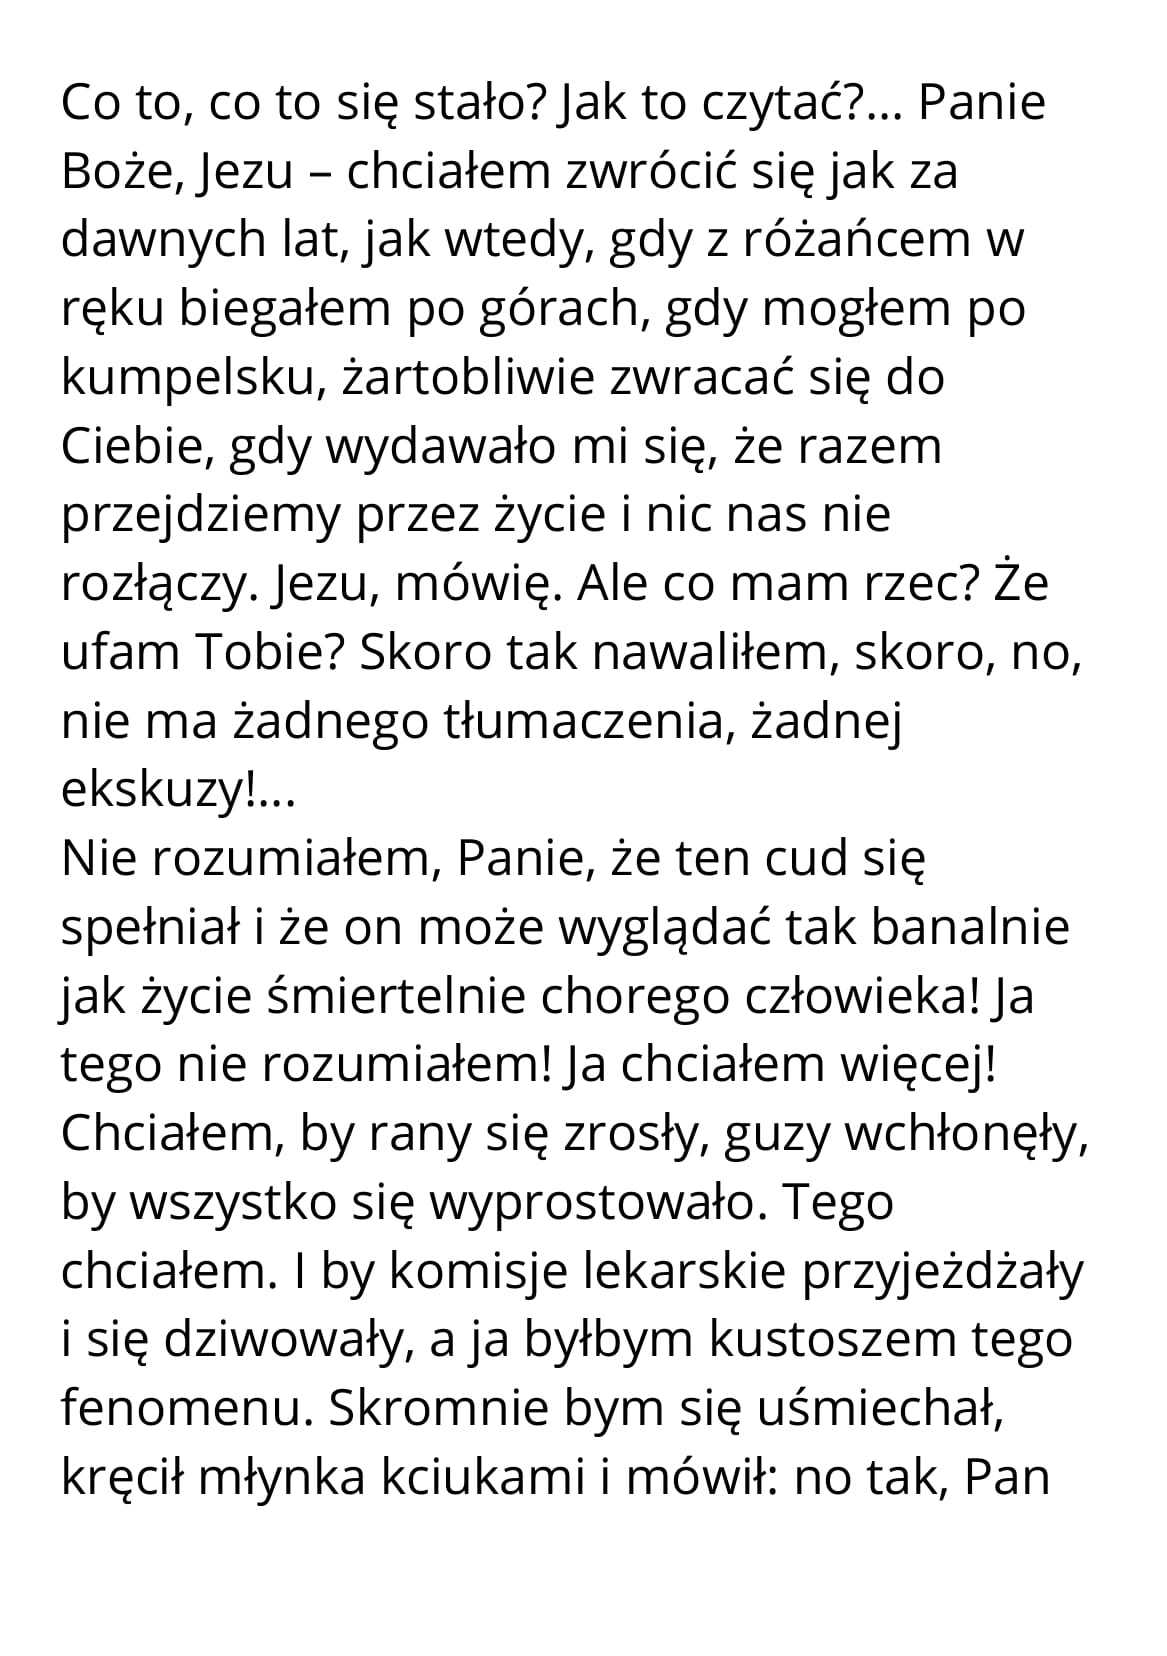 Co to, co to się stało? Jak to czytać?... Panie
Boże, Jezu – chciałem zwrócić się jak za
dawnych lat, jak wtedy, gdy z różańcem w
ręku biegałem po górach, gdy mogłem po
kumpelsku, żartobliwie zwracać się do
Ciebie, gdy wydawało mi się, że razem
przejdziemy przez życie i nic nas nie
rozłączy. Jezu, mówię. Ale co mam rzec? Że
ufam Tobie? Skoro tak nawaliłem, skoro, no,
nie ma żadnego tłumaczenia, żadnej
ekskuzy!...
Nie rozumiałem, Panie, że ten cud się
spełniał i że on może wyglądać tak banalnie
jak życie śmiertelnie chorego człowieka! Ja
tego nie rozumiałem! Ja chciałem więcej!
Chciałem, by rany się zrosły, guzy wchłonęły,
by wszystko się wyprostowało. Tego
chciałem. I by komisje lekarskie przyjeżdżały
i się dziwowały, a ja byłbym kustoszem tego
fenomenu. Skromnie bym się uśmiechał,
kręcił młynka kciukami i mówił: no tak, Pan